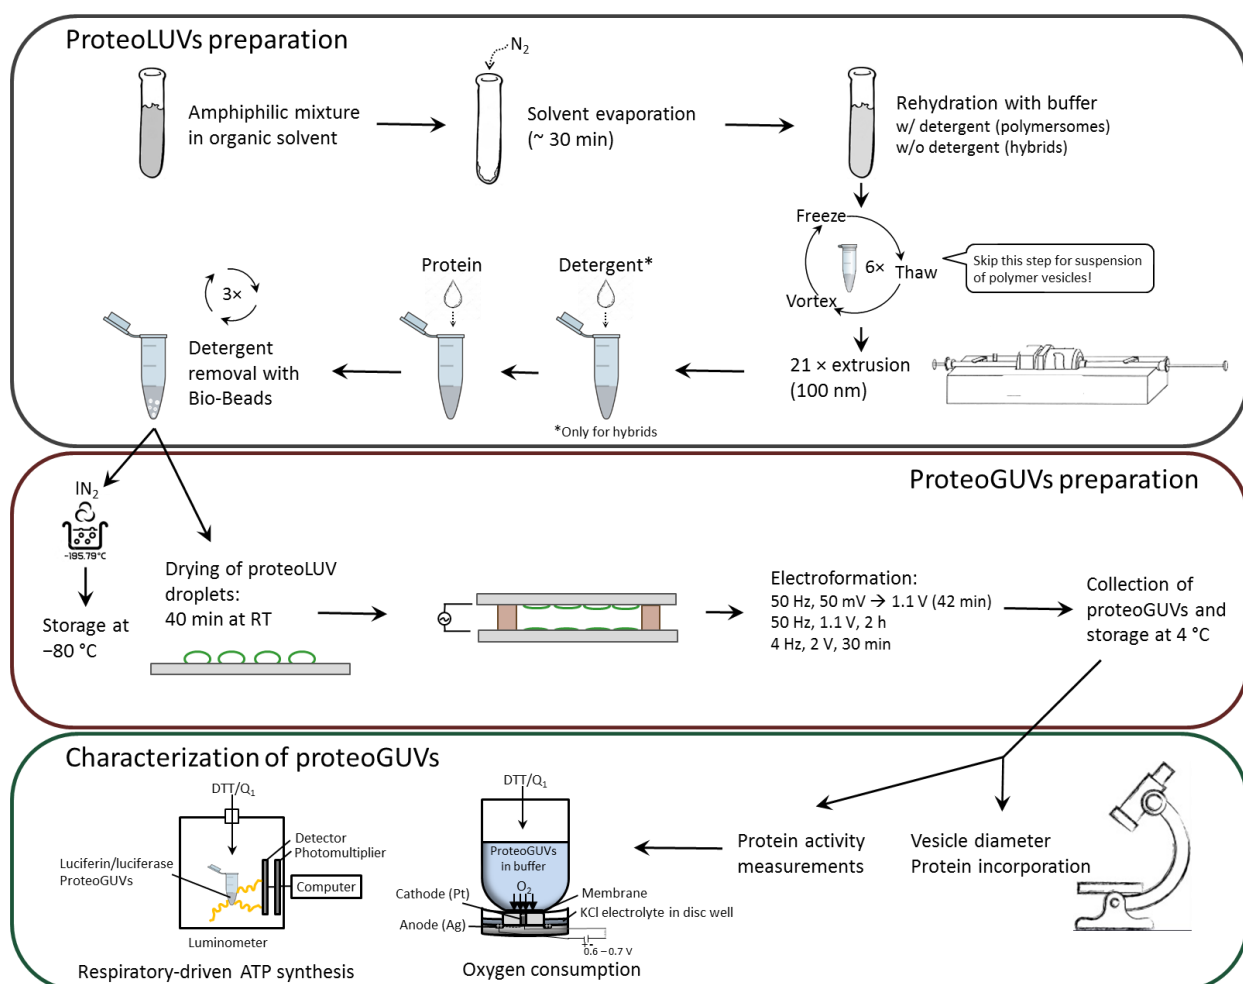 ProteoLUVs preparation
N2
Amphiphilic mixture
in organic solvent
Solvent evaporation
(~ 30 min)
Rehydration with buffer
w/ detergent (polymersomes)
w/o detergent (hybrids)
Freeze
6×
Thaw
Vortex
Skip this step for suspension
of polymer vesicles!
21 × extrusion
(100 nm)
Detergent*
*Only for hybrids
Protein
3×
Detergent
removal with
Bio-Beads
ProteoGUVs preparation
lN2
-195.79°C
Storage at
−80 °C
Drying of proteoLUV
droplets:
40 min at RT
Electroformation:
50 Hz, 50 mV → 1.1 V (42 min)
50 Hz, 1.1 V, 2 h
4 Hz, 2 V, 30 min
Collection of
proteoGUVs and
storage at 4 °C
Characterization of proteoGUVs
DTT/Q1
Detector
Photomultiplier
Luciferin/luciferase
ProteoGUVs
Computer
Luminometer
Respiratory-driven ATP synthesis
DTT/Q1
ProteoGUVs
in buffer
O2
Cathode (Pt)
Membrane
KCl electrolyte in disc well
Anode (Ag)
+ -
0.6 – 0.7 V
Oxygen consumption
Protein activity
measurements
Vesicle diameter
Protein incorporation